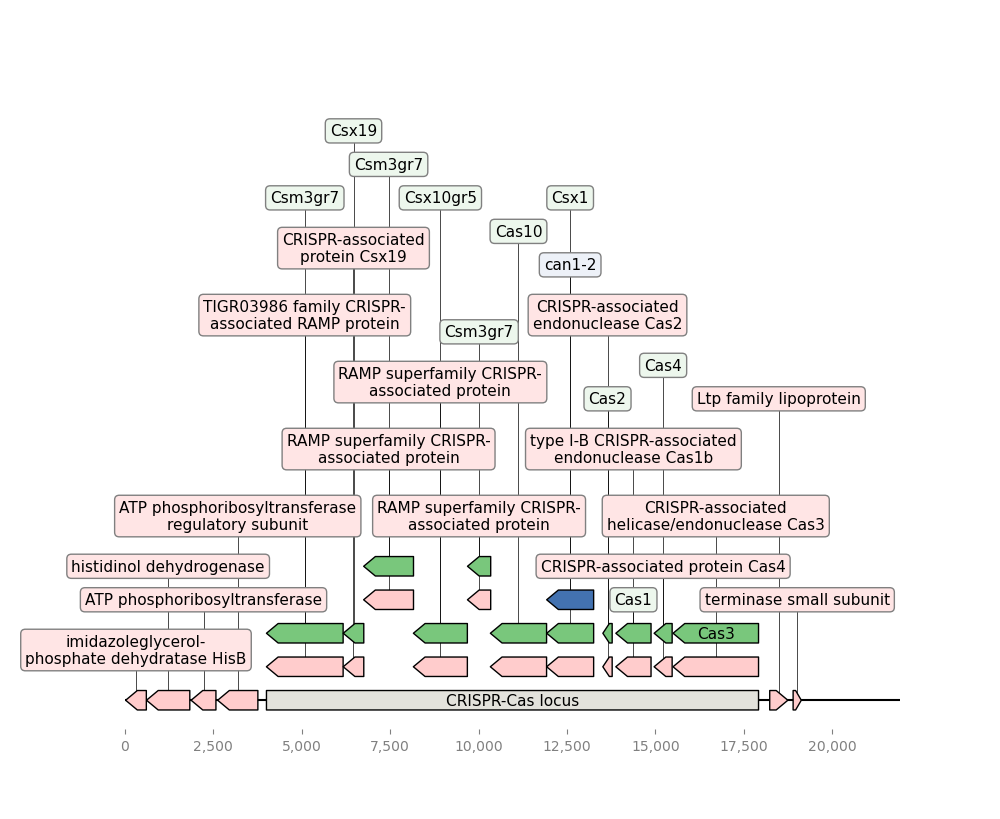 Csx19
Csm3gr7
Csm3gr7
Csx10gr5
Csx1
Cas10
CRISPR-associated
protein Csx19
can1-2
TIGR03986 family CRISPR-
associated RAMP protein
CRISPR-associated
endonuclease Cas2
Csm3gr7
Cas4
RAMP superfamily CRISPR-
associated protein
Cas2
Ltp family lipoprotein
RAMP superfamily CRISPR-
associated protein
type I-B CRISPR-associated
endonuclease Cas1b
ATP phosphoribosyltransferase
regulatory subunit
RAMP superfamily CRISPR-
associated protein
CRISPR-associated
helicase/endonuclease Cas3
histidinol dehydrogenase
CRISPR-associated protein Cas4
ATP phosphoribosyltransferase
Cas1
terminase small subunit
imidazoleglycerol-
phosphate dehydratase HisB
Cas3
CRISPR-Cas locus
0 2,500 5,000 7,500 10,000 12,500 15,000 17,500 20,000